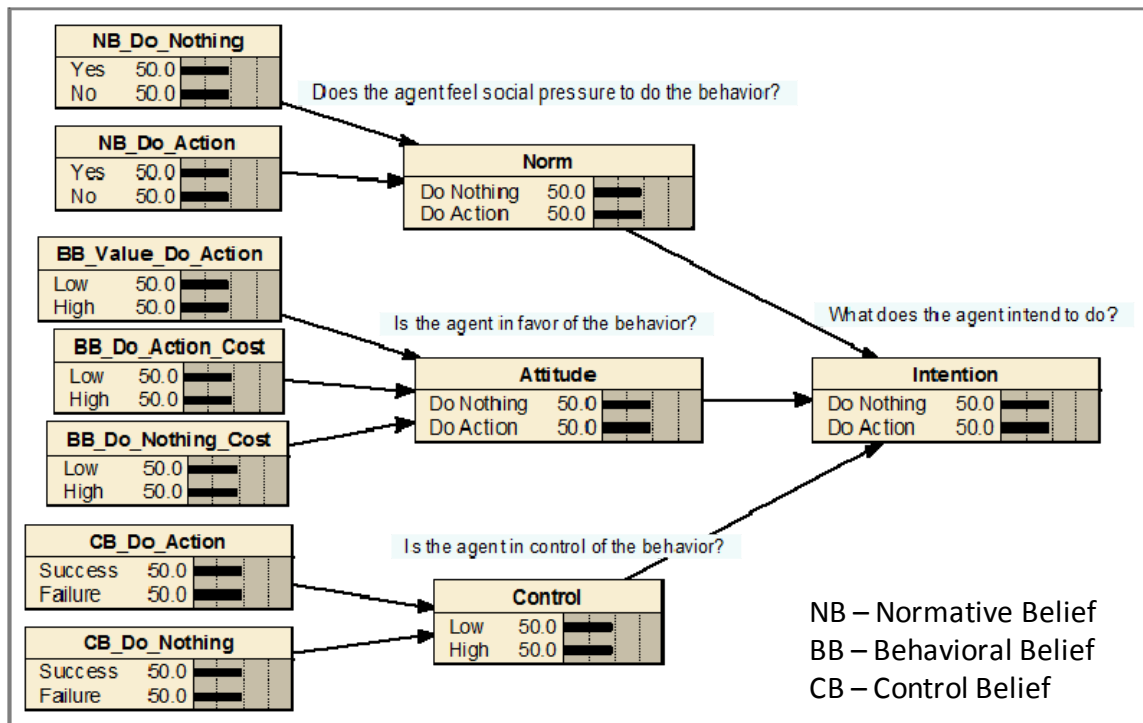 NB_Do_Nothing
Yes 50.0
No 50.0
Does the agent feel social pressure to do the behavior?
NB_Do_Action
Yes 50.0
No 50.0
Norm
Do Nothing 50.0
Do Action 50.0
BB_Value_Do_Action
Low 50.0
High 50.0
Is the agent in favor of the behavior?
What does the agent intend to do?
BB_Do_Action_Cost
Low 50.0
High 50.0
Attitude
Do Nothing 50.0
Do Action 50.0
Intention
Do Nothing 50.0
Do Action 50.0
BB_Do_Nothing_Cost
Low 50.0
High 50.0
CB_Do_Action
Success 50.0
Failure 50.0
Is the agent in control of the behavior?
Control
Low 50.0
High 50.0
CB_Do_Nothing
Success 50.0
Failure 50.0
NB – Normative Belief
BB – Behavioral Belief
CB – Control Belief